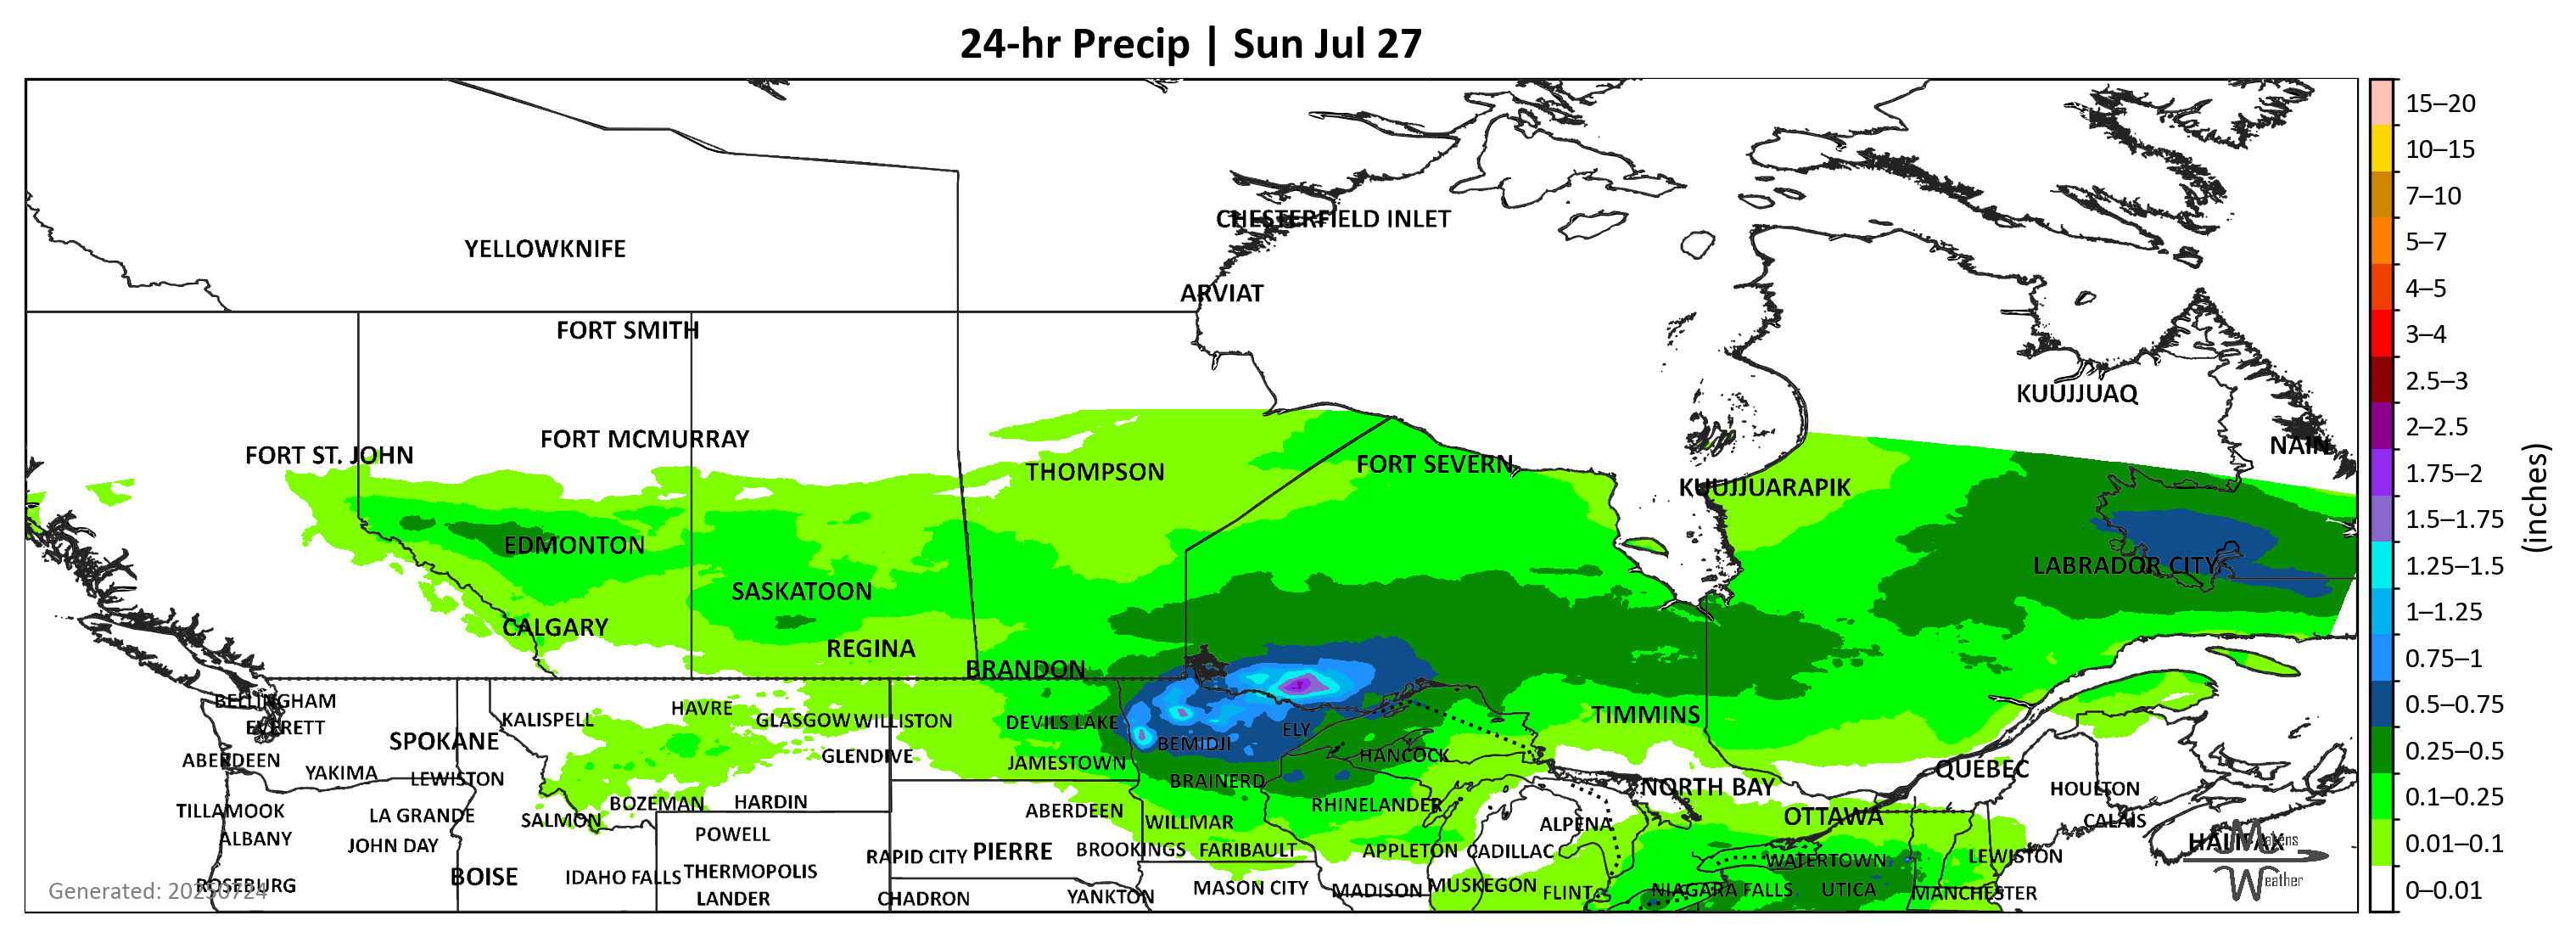 24-hr Precip | Sun Jul 27
15–20
10–15
7–10
5–7
4–5
3–4
2.5–3
2–2.5
1.75–2
1.5–1.75
1.25–1.5
1–1.25
0.75–1
0.5–0.75
0.25–0.5
0.1–0.25
0.01–0.1
0–0.01
(inches)
CHESTERFIELD INLET
YELLOWKNIFE
ARVIAT
FORT SMITH
KUUJJUAQ
FORT MCMURRAY
NAIN
FORT ST. JOHN
FORT SEVERN
THOMPSON
KUUJJUARAPIK
EDMONTON
LABRADOR CITY
SASKATOON
CALGARY
REGINA
BRANDON
BELLINGHAM
HAVRE
KALISPELL
GLASGOW
WILLISTON
DEVILS LAKE
TIMMINS
EVERETT
ELY
SPOKANE
BEMIDJI
HANCOCK
GLENDIVE
ABERDEEN
JAMESTOWN
QUÉBEC
YAKIMA
LEWISTON
BRAINERD
NORTH BAY
HOULTON
BOZEMAN
HARDIN
RHINELANDER
TILLAMOOK
LA GRANDE
SALMON
ABERDEEN
WILLMAR
ALPENA
OTTAWA
CALAIS
ALBANY
JOHN DAY
POWELL
HALIFAX
RAPID CITY
PIERRE
BROOKINGS
FARIBAULT
APPLETON
CADILLAC
WATERTOWN
LEWISTON
BOISE
IDAHO FALLS
THERMOPOLIS
ROSEBURG
MASON CITY
MADISON
MUSKEGON
FLINT
NIAGARA FALLS
UTICA
MANCHESTER
LANDER
CHADRON
YANKTON
Generated: 20250724
Mavens
Weather